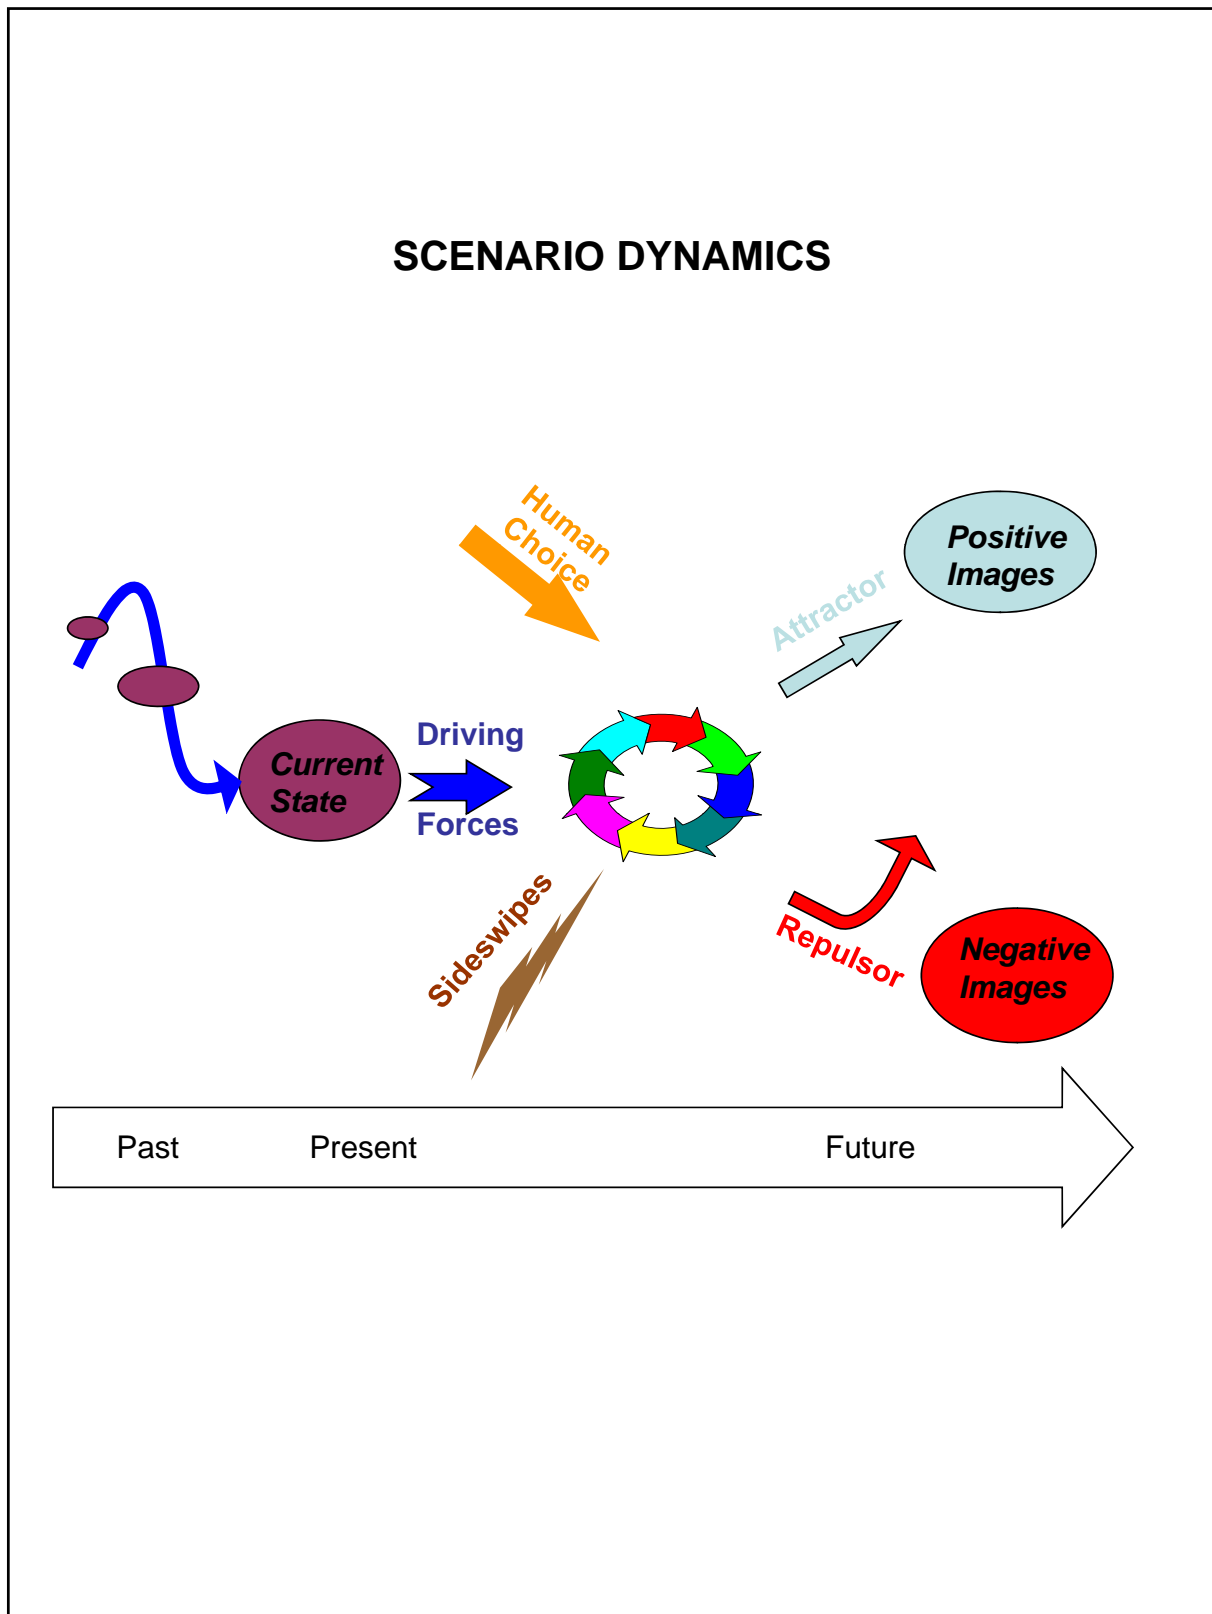 SCENARIO DYNAMICS
Human
Choice
Positive
Images
Attractor
Driving
Forces
Current
State
Sideswipes
Repulsor
Negative
Images
Past
Present
Future